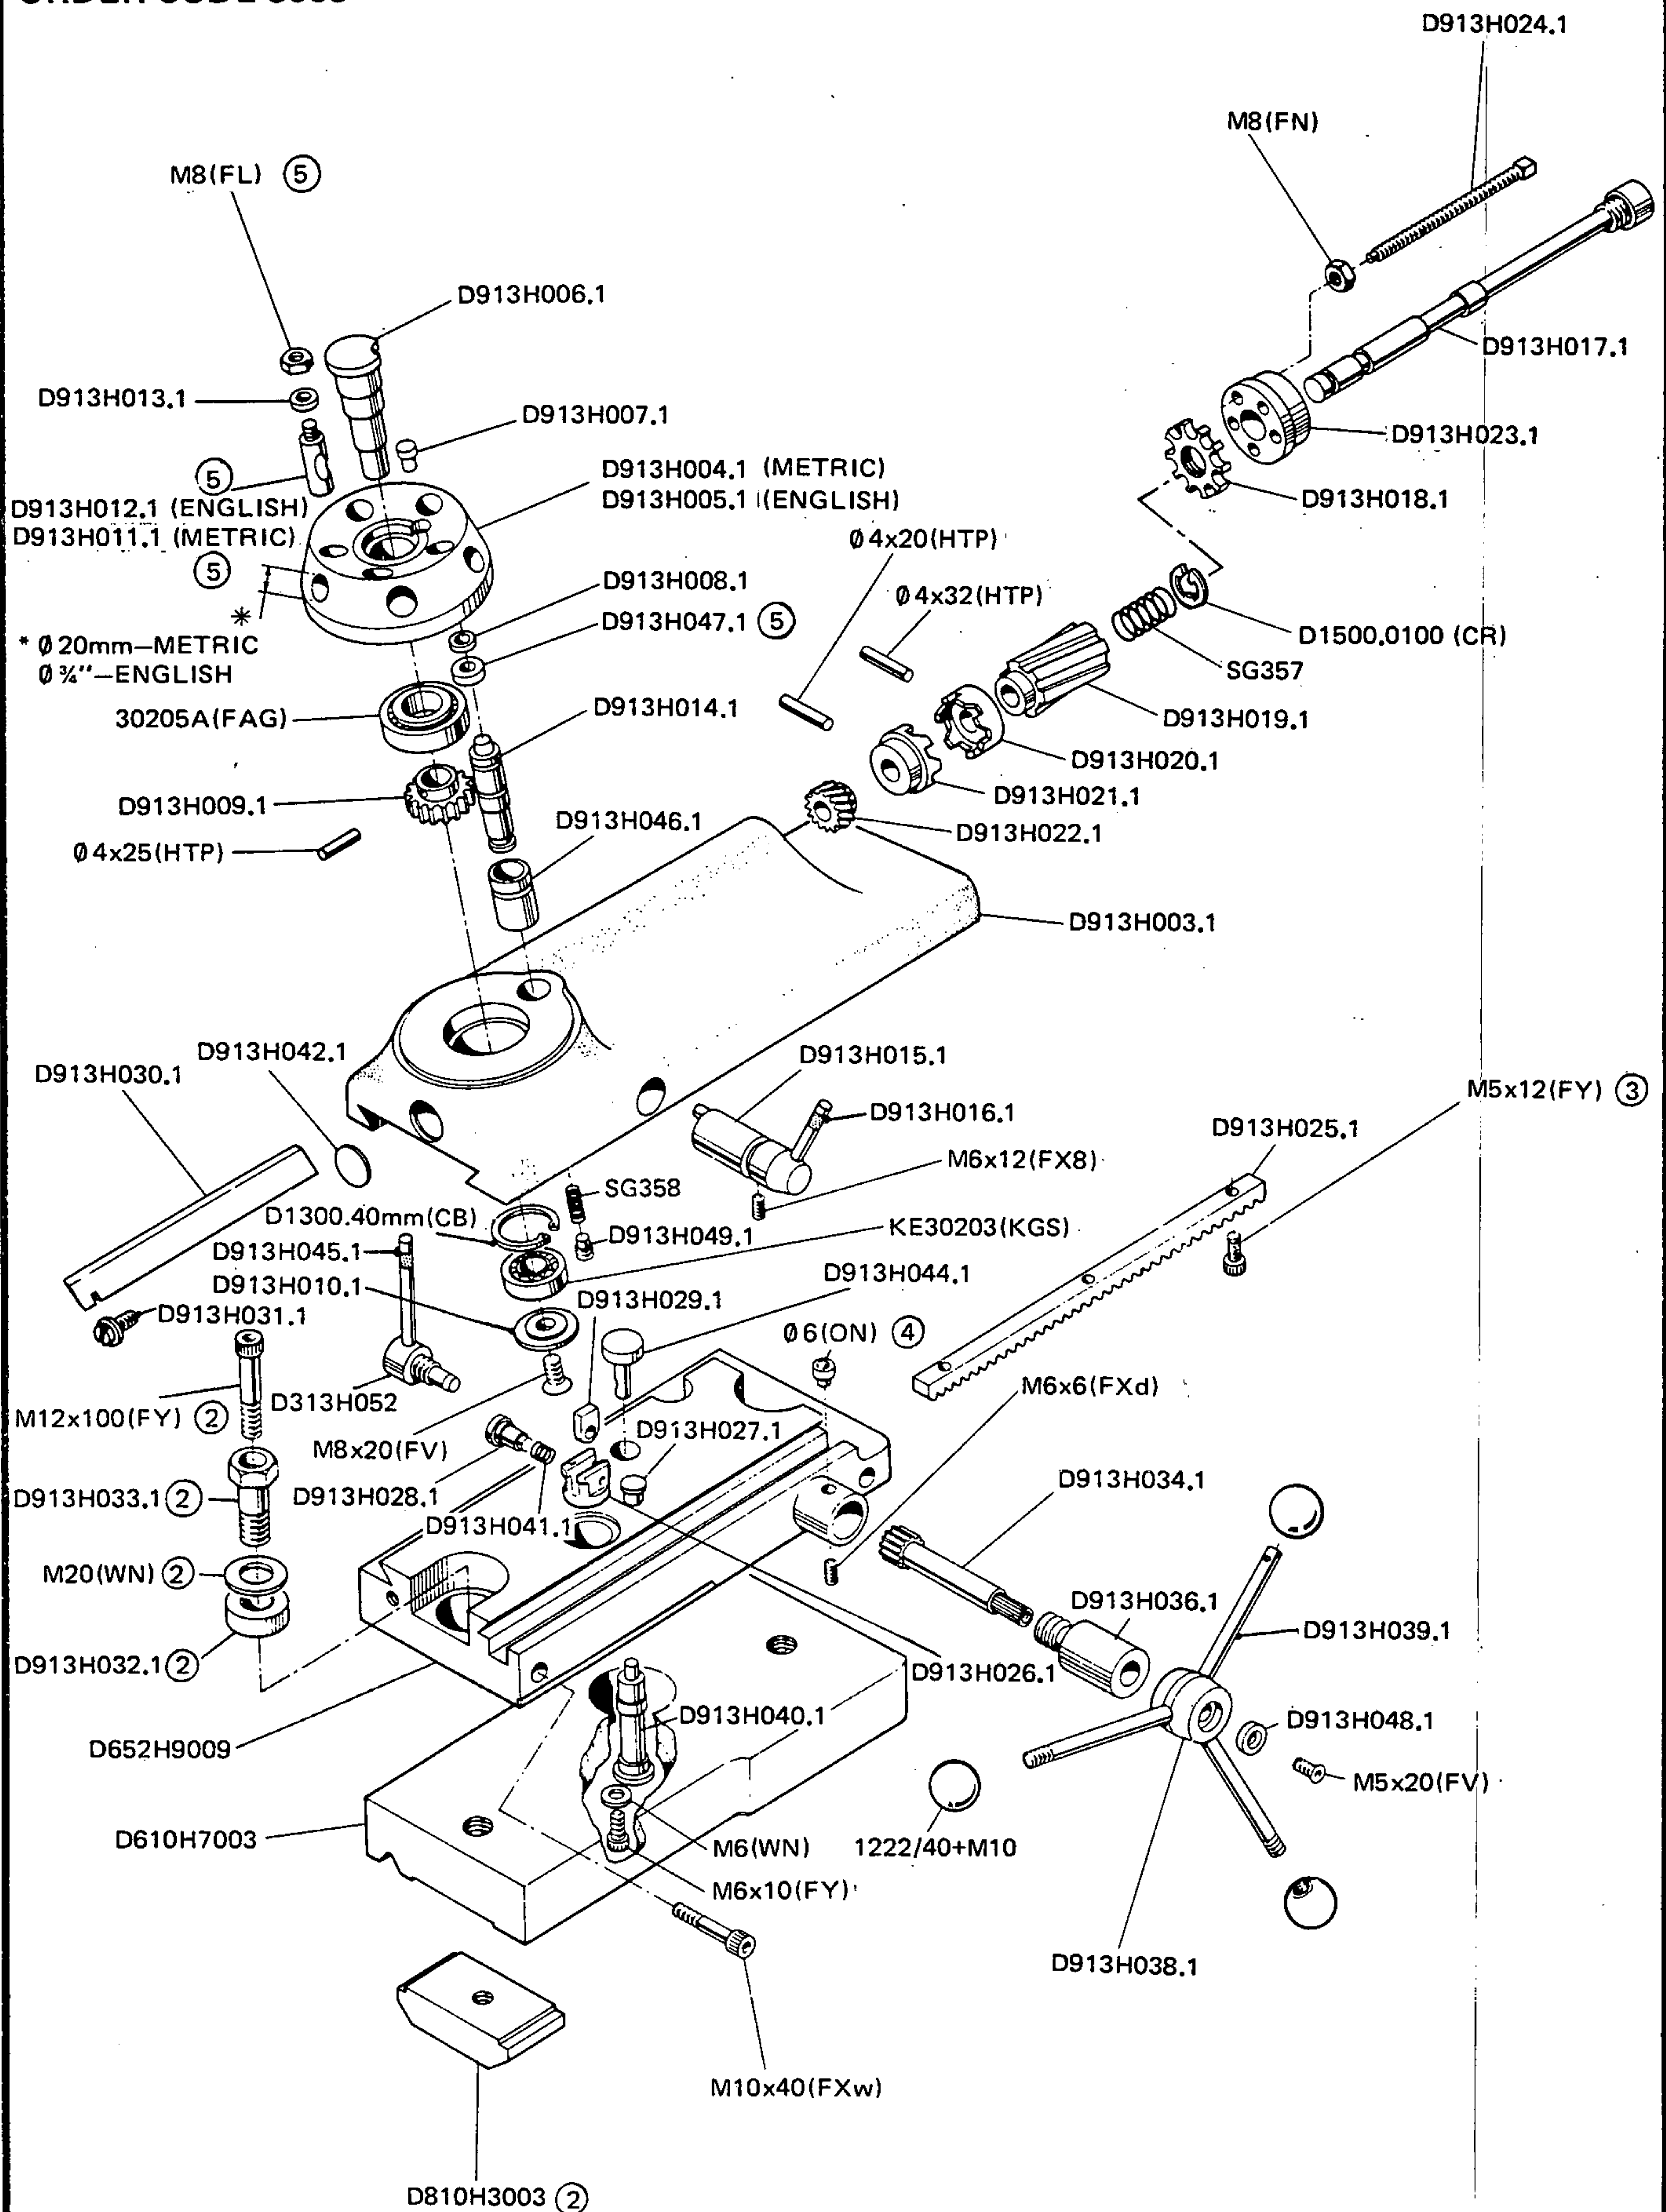 D913H024.1
M8(FN)
M8(FL) 5
D913H006.1
D913H017.1
D913H013.1
D913H007.1
D913H023.1
D913H004.1 (METRIC)
D913H005.1 (ENGLISH)
5
D913H012.1 (ENGLISH)
D913H011.1 (METRIC)
5
D913H018.1
Ø4x20(HTP)
D913H008.1
Ø4x32(HTP)
D913H047.1 5
D1500.0100 (CR)
*
* Ø20mm–METRIC
Ø¾"–ENGLISH
SG357
30205A(FAG)
D913H014.1
D913H019.1
D913H020.1
D913H021.1
D913H009.1
D913H046.1
D913H022.1
Ø4x25(HTP)
D913H003.1
D913H042.1
D913H030.1
D913H015.1
M5x12(FY) 3
D913H016.1
D913H025.1
M6x12(FX8)
SG358
D1300.40mm(CB)
KE30203(KGS)
D913H045.1
D913H049.1
D913H010.1
D913H044.1
D913H029.1
D913H031.1
Ø6(ON) 4
M6x6(FXd)
D313H052
M12x100(FY) 2
D913H027.1
M8x20(FV)
D913H034.1
D913H033.1 2
D913H028.1
D913H041.1
M20(WN) 2
D913H036.1
D913H039.1
D913H032.1 2
D913H026.1
D913H040.1
D913H048.1
D652H9009
M5x20(FV)
D610H7003
M6(WN)
1222/40+M10
M6x10(FY)
D913H038.1
M10x40(FXw)
D810H3003 2